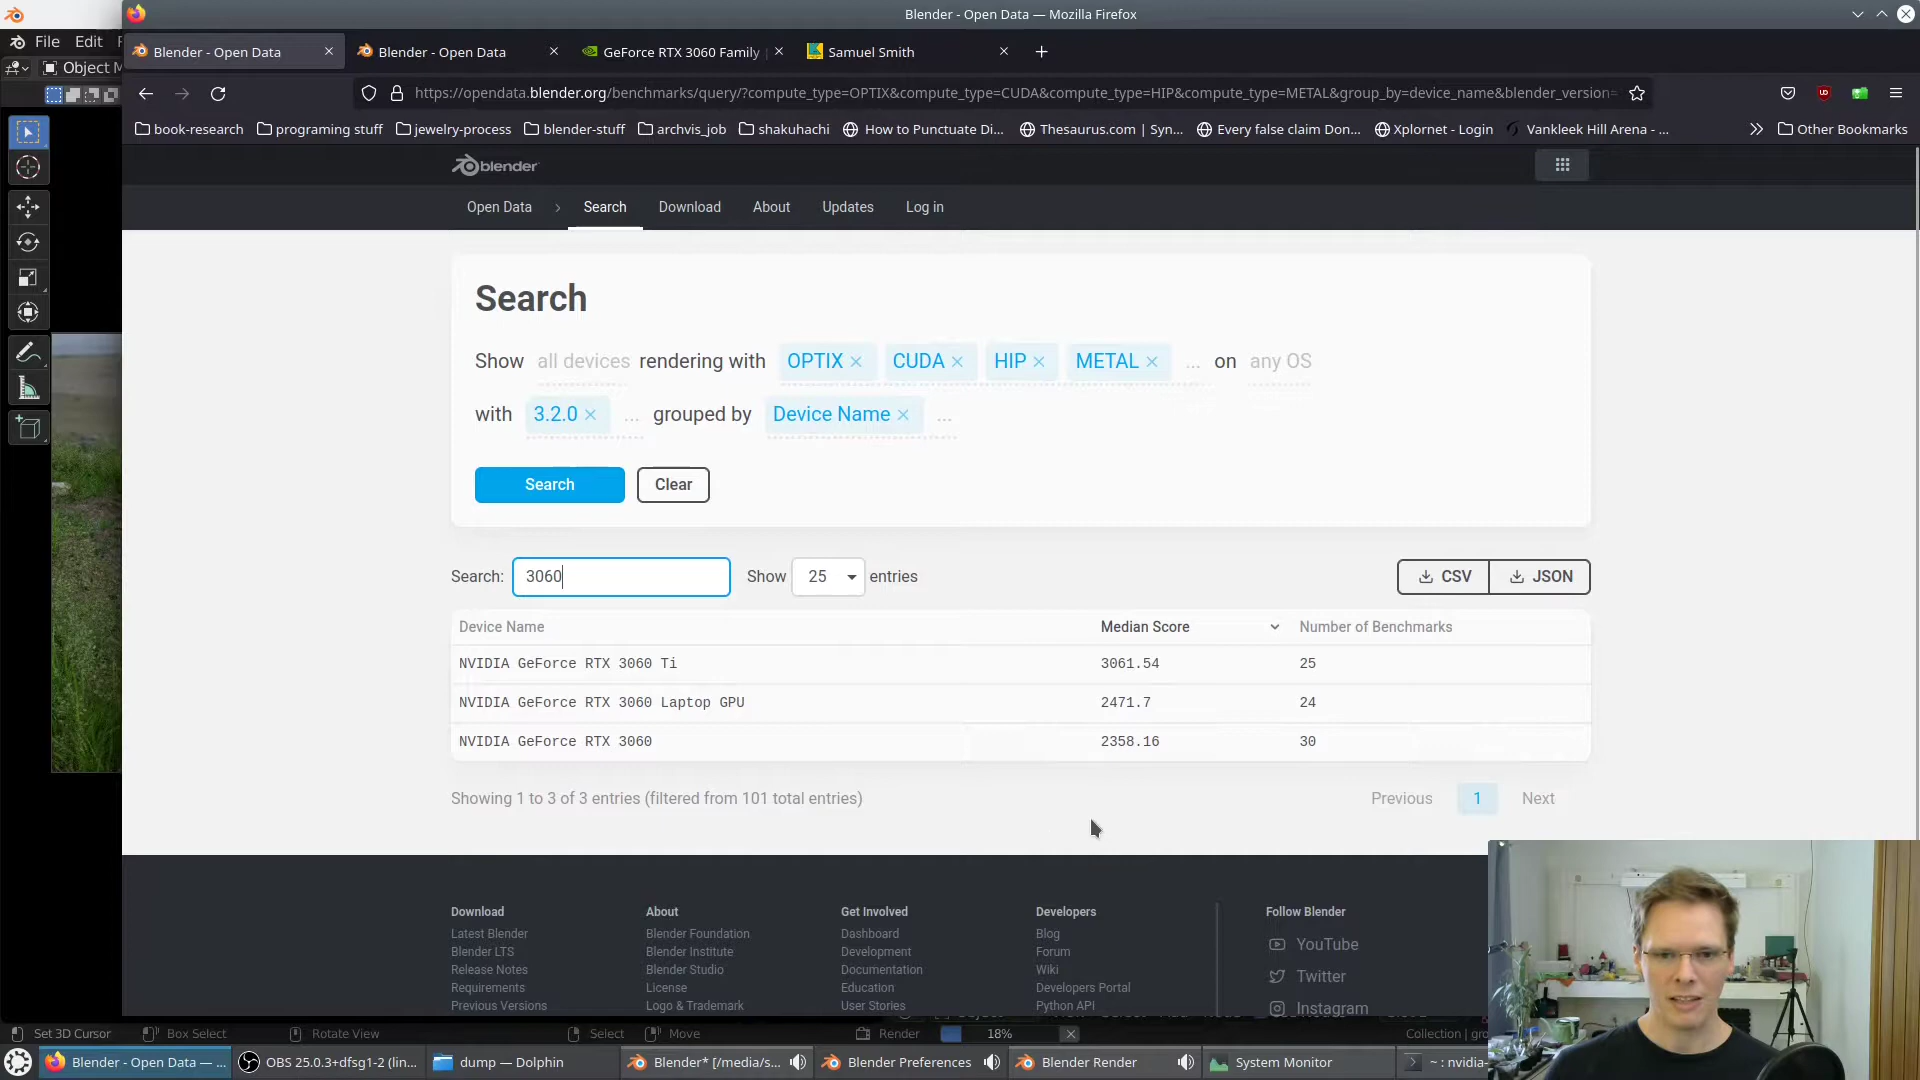 Blender - Open Data — Mozilla Firefox
File Edit
Blender - Open Data
Blender - Open Data
GeForce RTX 3060 Family
Samuel Smith
Object M
https://opendata.blender.org/benchmarks/query/?compute_type=OPTIX&compute_type=CUDA&compute_type=HIP&compute_type=METAL&group_by=device_name&blender_version=
book-research
programing stuff
jewelry-process
blender-stuff
archvis_job
shakuhachi
How to Punctuate Di...
Thesaurus.com | Syn...
Every false claim Don...
Xplornet - Login
Vankleek Hill Arena - ...
Other Bookmarks
blender
Open Data > Search Download About Updates Log in
Search
Show all devices rendering with OPTIX × CUDA × HIP × METAL × ... on any OS
with 3.2.0 × ... grouped by Device Name × ...
Search Clear
Search: 3060 Show 25 entries CSV JSON
Device Name Median Score Number of Benchmarks
NVIDIA GeForce RTX 3060 Ti 3061.54 25
NVIDIA GeForce RTX 3060 Laptop GPU 2471.7 24
NVIDIA GeForce RTX 3060 2358.16 30
Showing 1 to 3 of 3 entries (filtered from 101 total entries) Previous 1 Next
Download
Latest Blender
Blender LTS
Release Notes
Requirements
Previous Versions
About
Blender Foundation
Blender Institute
Blender Studio
License
Logo & Trademark
Get Involved
Dashboard
Development
Documentation
Education
User Stories
Developers
Blog
Forum
Wiki
Developers Portal
Python API
Follow Blender
YouTube
Twitter
Instagram
Set 3D Cursor Box Select Rotate View Select Move Render 18% Collection | gro
Blender - Open Data — ...
OBS 25.0.3+dfsg1-2 (lin...
dump — Dolphin
Blender* [/media/s...
Blender Preferences
Blender Render
System Monitor
~ : nvidia-